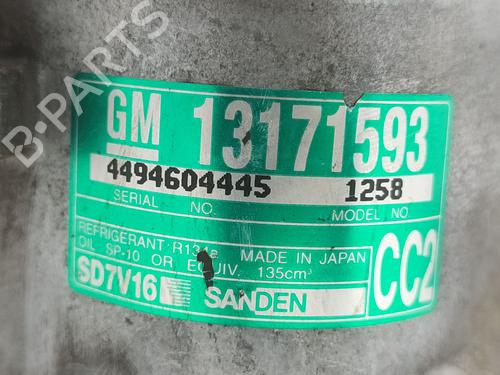 B-PARTS
GM 13171593
4494604445 1258
SERIAL NO. MODEL NO.
REFRIGERANT R134a MADE IN JAPAN
OIL SP-10 OR EQUIV. 135cm³
CC2
SD7V16 SANDEN